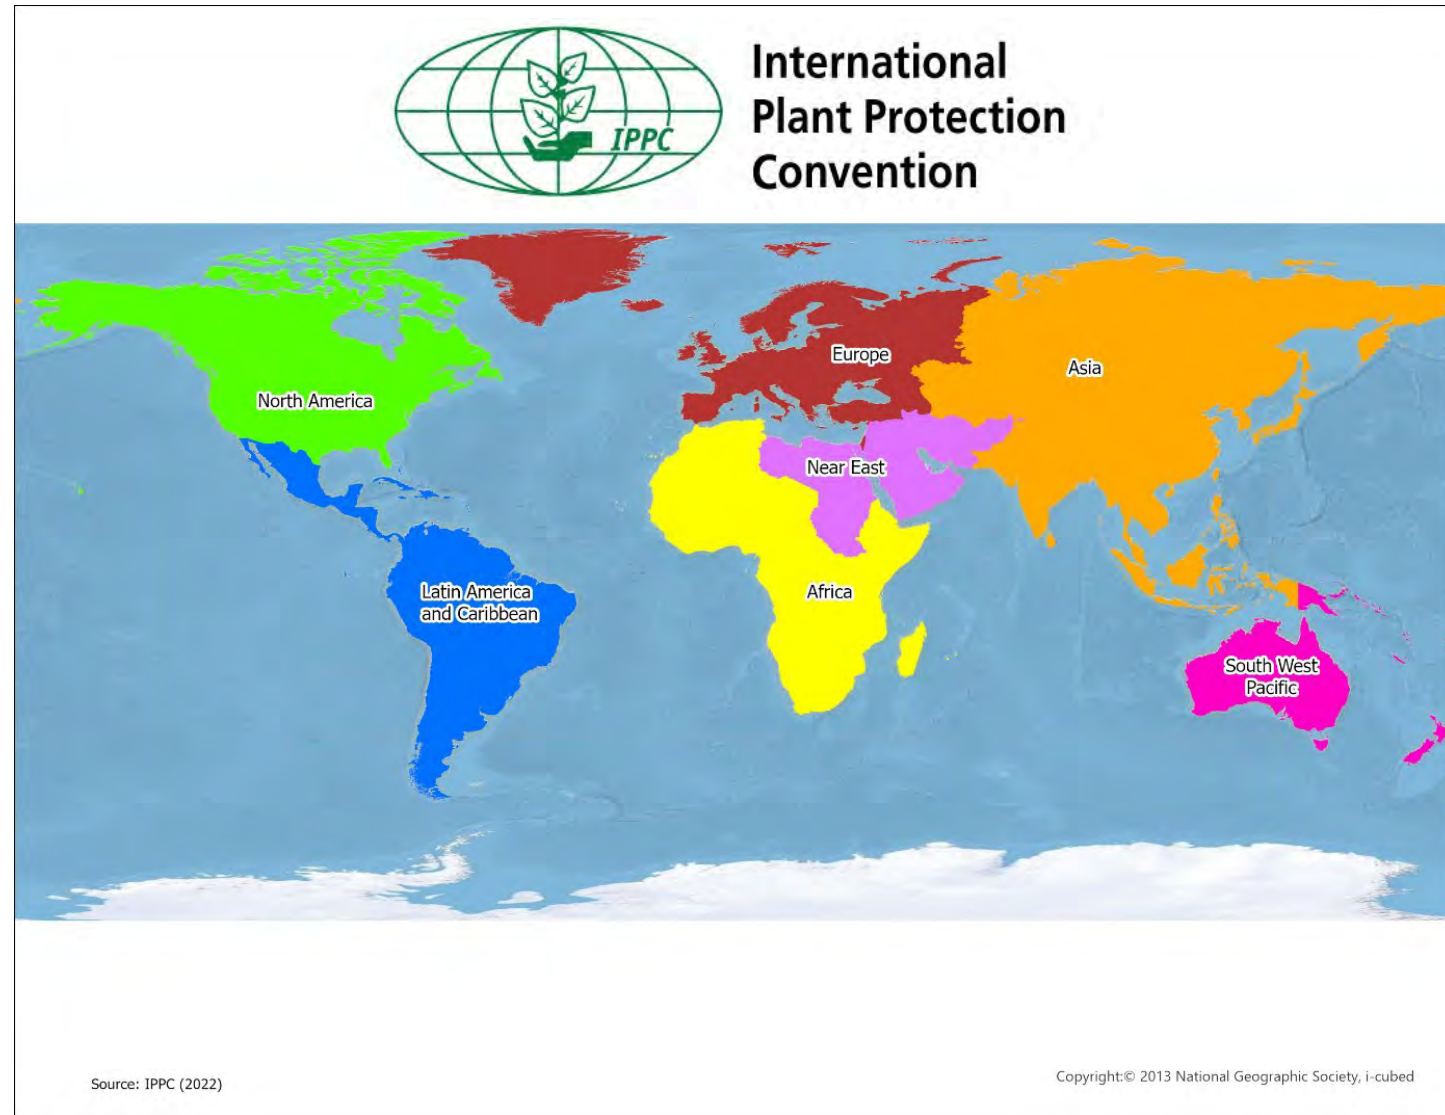 IPPC
International
Plant Protection
Convention
Europe
Asia
North America
Near East
Latin America
and Caribbean
Africa
South West
Pacific
Source: IPPC (2022)
Copyright:© 2013 National Geographic Society, i-cubed